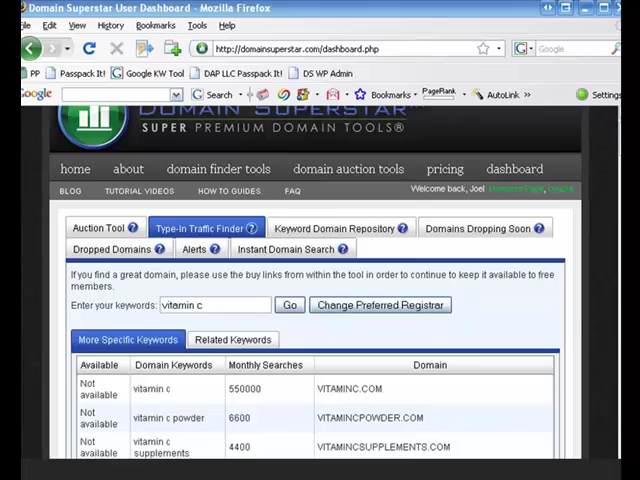 Domain Superstar User Dashboard - Mozilla Firefox
File Edit View History Bookmarks Tools Help
http://domainsuperstar.com/dashboard.php
Google
PP Passpack It! Google KW Tool DAP LLC Passpack It! DS WP Admin
Google Search Bookmarks PageRank AutoLink Settings
DOMAIN SUPERSTAR
SUPER PREMIUM DOMAIN TOOLS®
home about domain finder tools domain auction tools pricing dashboard
BLOG TUTORIAL VIDEOS HOW TO GUIDES FAQ
Welcome back, Joel Members Page, Logout
Auction Tool ? Type-In Traffic Finder ? Keyword Domain Repository ? Domains Dropping Soon ?
Dropped Domains ? Alerts ? Instant Domain Search ?
If you find a great domain, please use the buy links from within the tool in order to continue to keep it available to free
members.
Enter your keywords: vitamin c Go Change Preferred Registrar
More Specific Keywords Related Keywords
Available Domain Keywords Monthly Searches Domain
Not available vitamin c 550000 VITAMINC.COM
Not available vitamin c powder 6600 VITAMINCPOWDER.COM
Not available vitamin c supplements 4400 VITAMINCSUPPLEMENTS.COM